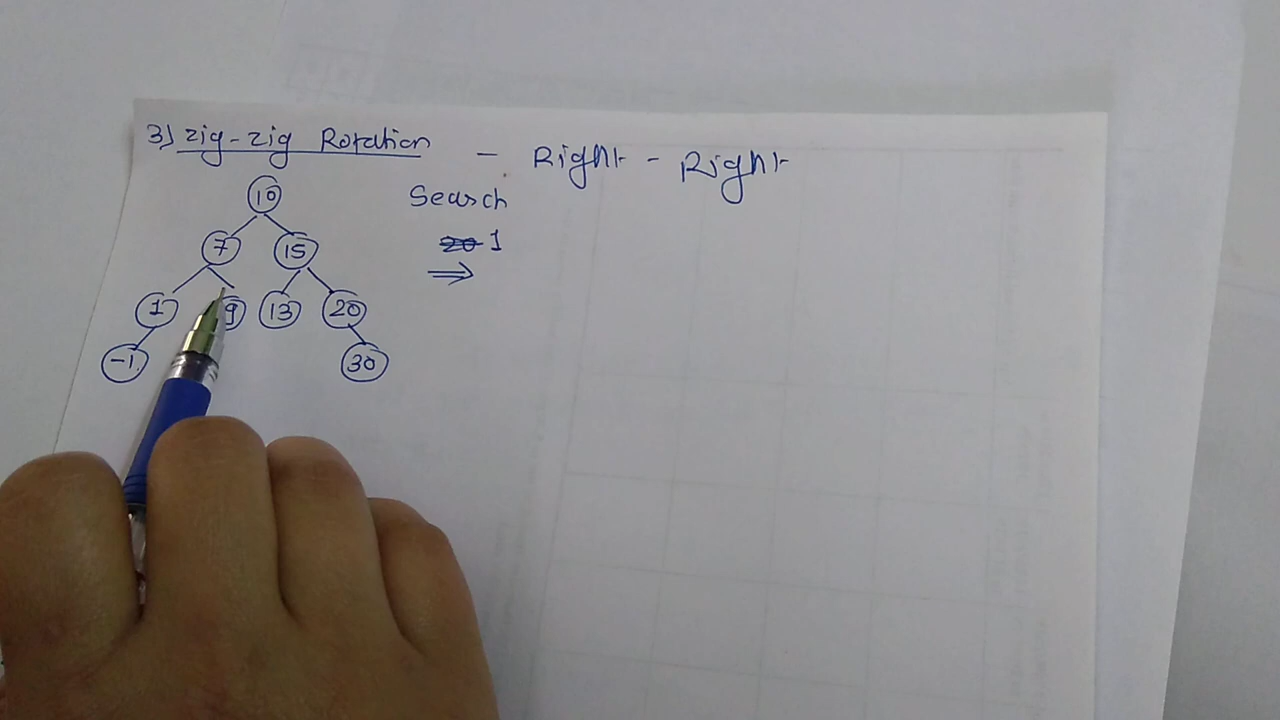 3) zig-zig Rotation - Right - Right
10
Search
7 15
20 1
⇒
1 9 13 20
-1 30